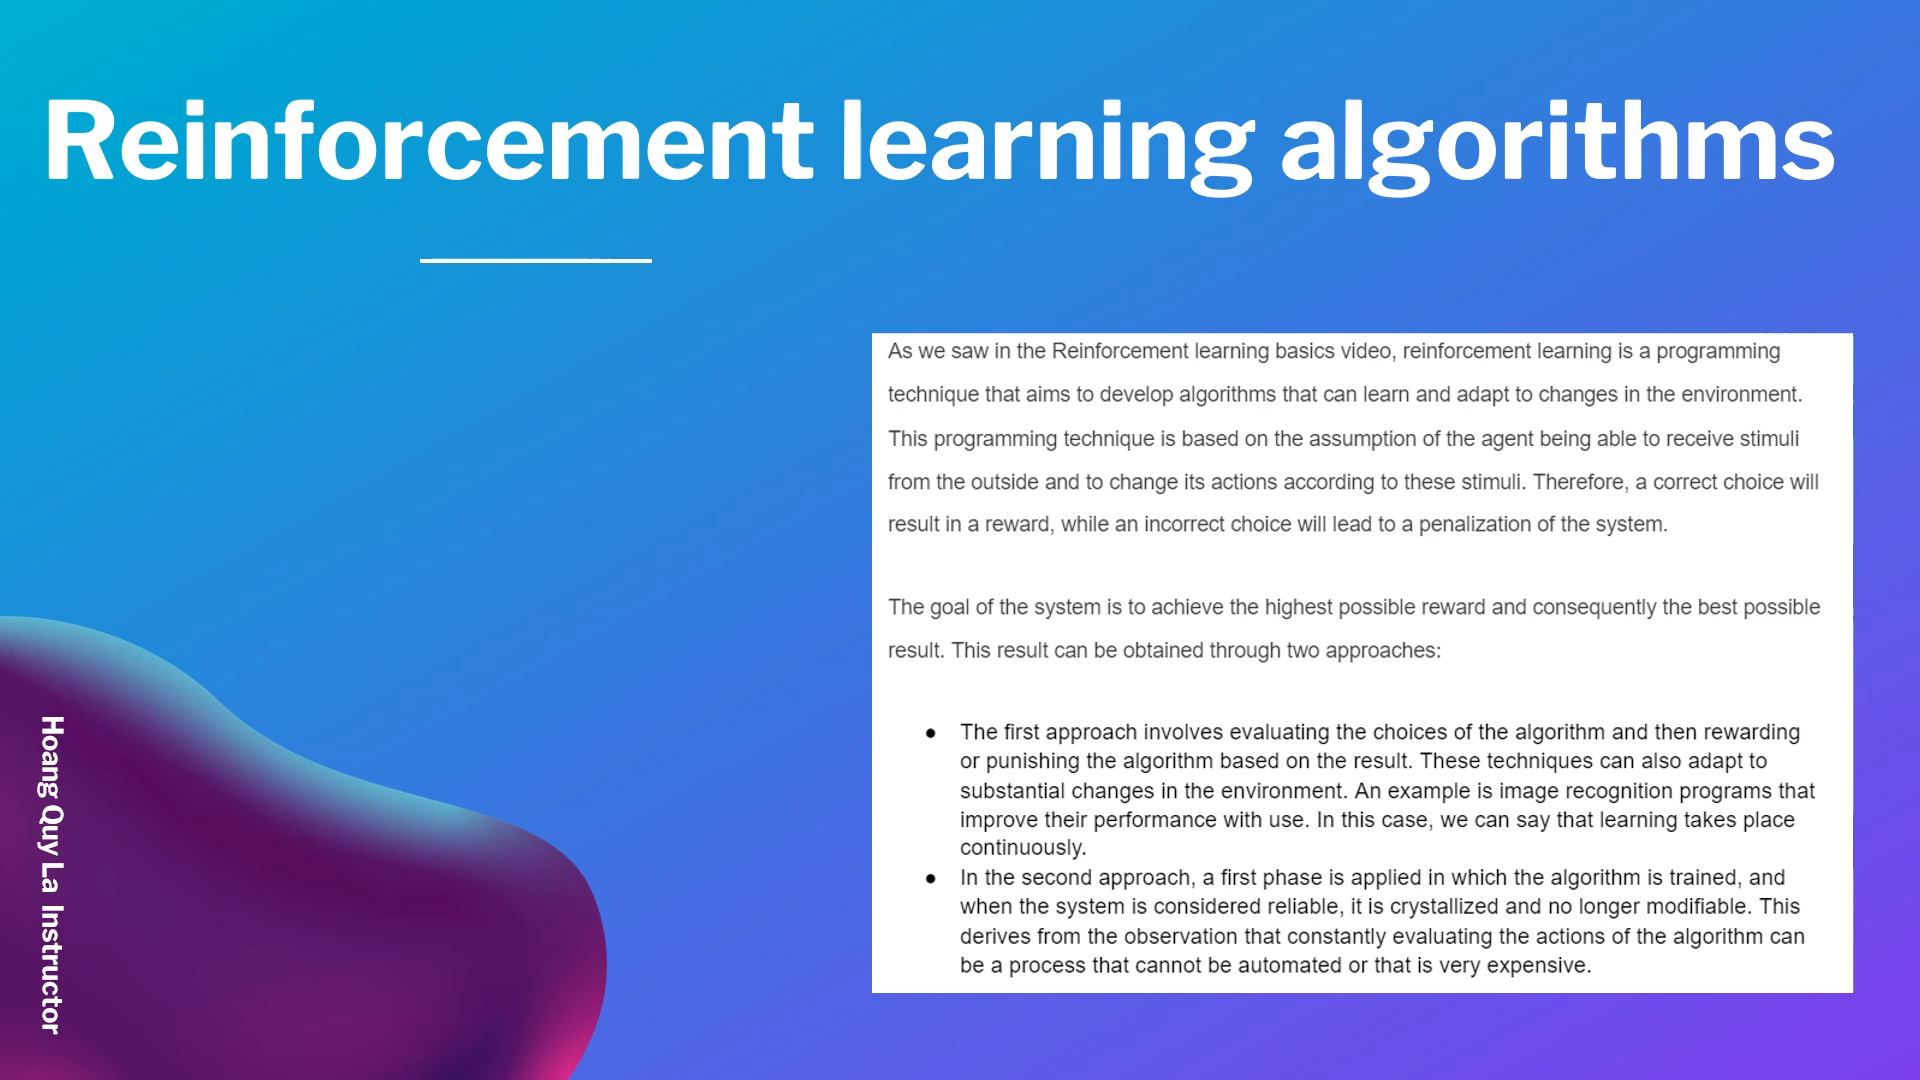 Reinforcement learning algorithms
As we saw in the Reinforcement learning basics video, reinforcement learning is a programming
technique that aims to develop algorithms that can learn and adapt to changes in the environment.
This programming technique is based on the assumption of the agent being able to receive stimuli
from the outside and to change its actions according to these stimuli. Therefore, a correct choice will
result in a reward, while an incorrect choice will lead to a penalization of the system.
The goal of the system is to achieve the highest possible reward and consequently the best possible
result. This result can be obtained through two approaches:
● The first approach involves evaluating the choices of the algorithm and then rewarding
or punishing the algorithm based on the result. These techniques can also adapt to
substantial changes in the environment. An example is image recognition programs that
improve their performance with use. In this case, we can say that learning takes place
continuously.
● In the second approach, a first phase is applied in which the algorithm is trained, and
when the system is considered reliable, it is crystallized and no longer modifiable. This
derives from the observation that constantly evaluating the actions of the algorithm can
be a process that cannot be automated or that is very expensive.
Hoang Quy La Instructor